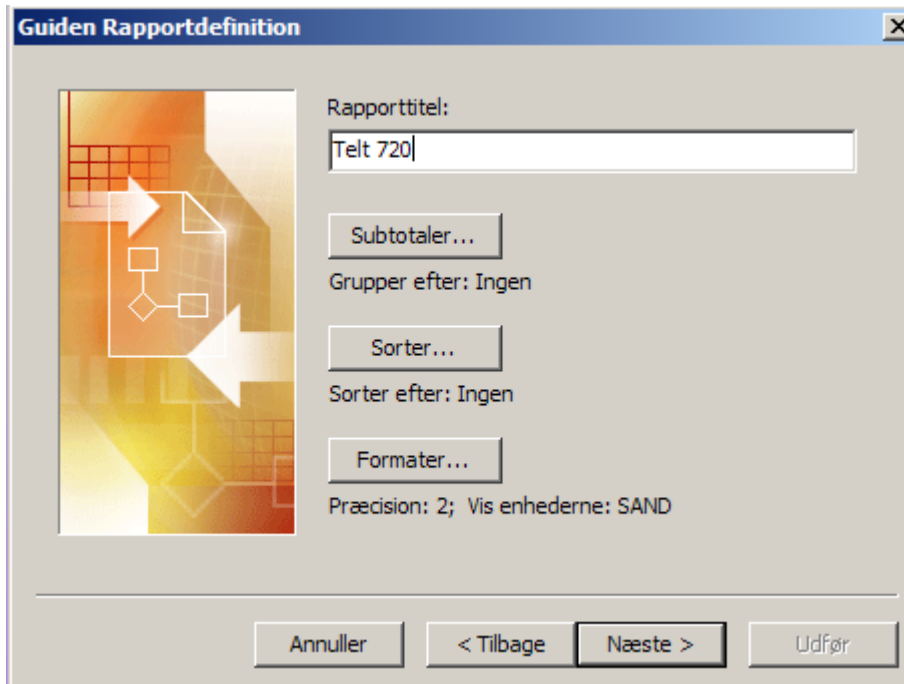 Guiden Rapportdefinition
Rapporttitel:
Telt 720
Subtotaler...
Grupper efter: Ingen
Sorter...
Sorter efter: Ingen
Formater...
Præcision: 2;  Vis enhederne: SAND
Annuller
< Tilbage
Næste >
Udfør